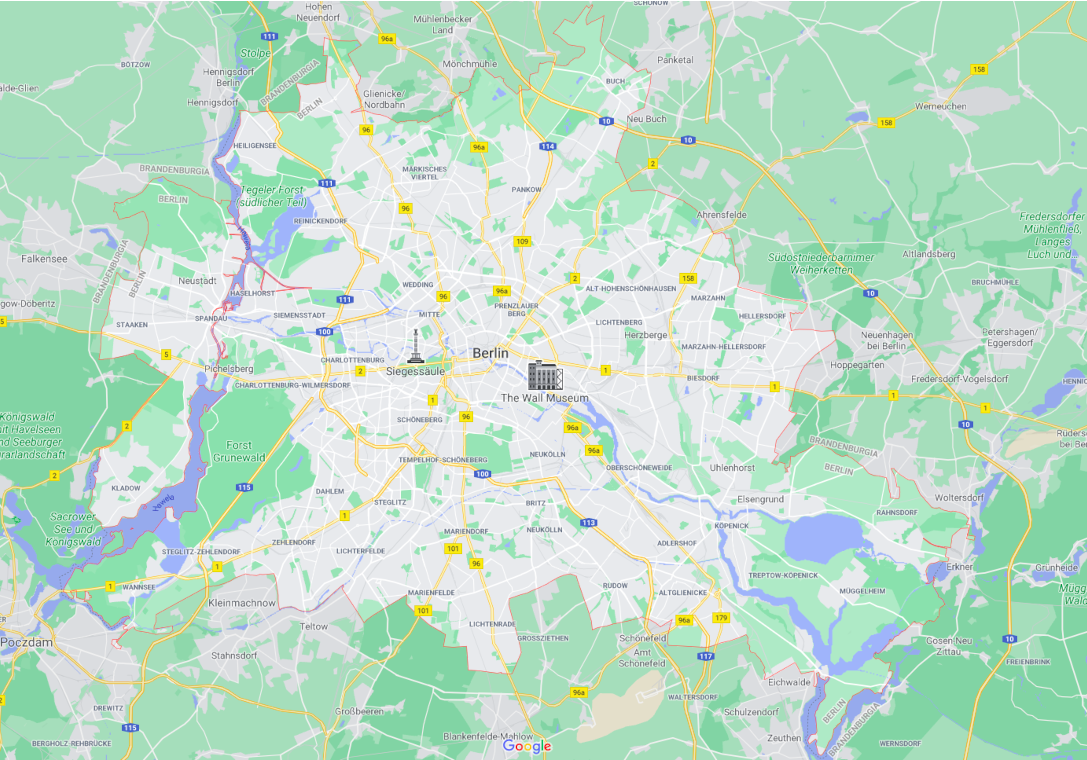 SCHÖNOW
Hohen
Neuendorf
Mühlenbecker
Land
111
96a
Stolpe
BÖTZOW
Mönchmuhle
Panketal
Hennigsdorf
Berlin
BRANDENBURGIA
BERLIN
158
BUCH
alde-Glien
Hennigsdorf
Glienicke/
Nordbahn
Werneuchen
Neu Buch
10
158
96
HEILIGENSEE
96a
114
10
2
BRANDENBURGIA
MÄRKISCHES
VIERTEL
111
PANKOW
Tegeler Forst
(südlicher Teil)
BERLIN
96
REINICKENDORF
Ahrensfelde
Fredersdorfer
Mühlenfließ,
Langes
Luch und
109
Havela
BRANDENBURGIA
BERLIN
Falkensee
Altlandsberg
Südostniederbarnimer
Weiherketten
Neustadt
WEDDING
2
158
ALT-HOHENSCHÖNHAUSEN
BRUCHMÜHLE
HASELHORST
111
96
96a
MARZAHN
10
gow-Döberitz
PRENZLAUER
BERG
SPANDAU
SIEMENSSTADT
MITTE
HELLERSDORF
5
STAAKEN
100
LICHTENBERG
Herzberge
Neuenhagen
bei Berlin
Petershagen/
Eggersdorf
MARZAHN-HELLERSDORF
5
Berlin
CHARLOTTENBURG
Pichelsberg
2
Siegessäule
1
BIESDORF
Hoppegarten
Fredersdorf-Vogelsdorf
CHARLOTTENBURG-WILMERSDORF
1
1
HENNIC
The Wall Museum
1
1
Königswald
mit Havelseen
nd Seeburger
grarlandschaft
2
SCHÖNEBERG
96
96a
10
Rüders
bei Ber
Forst
Grunewald
96a
BRANDENBURGIA
BERLIN
NEUKÖLLN
TEMPELHOF-SCHÖNEBERG
OBERSCHÖNEWEIDE
Uhlenhorst
2
100
KLADOW
115
DAHLEM
Hawela
STEGLITZ
BRITZ
Elsengrund
Woltersdorf
RAHNSDORF
Sacrower
See und
Königswald
1
MARIENDORF
NEUKÖLLN
113
KÖPENICK
ZEHLENDORF
STEGLITZ-ZEHLENDORF
LICHTERFELDE
101
ADLERSHOF
1
96
Erkner
Grünheide
TREPTOW-KÖPENICK
1
WANNSEE
RUDOW
MÜGGELHEIM
MARIENFELDE
ALTGLIENICKE
Mügg
Wald
Kleinmachnow
101
Teltow
LICHTENRADE
96a
179
ER
Poczdam
GROSSZIETHEN
Schönefeld
Amt
Schönefeld
10
Gosen Neu
Zittau
Stahnsdorf
117
FREIENBRINK
Eichwalde
96a
WALTERSDORF
2
DREWITZ
Großbeeren
Schulzendorf
BERLIN
BRANDENBURGIA
115
BERGHOLZ-REHBRÜCKE
Blankenfelde-Mahlow
Zeuthen
WERNSDORF
Google